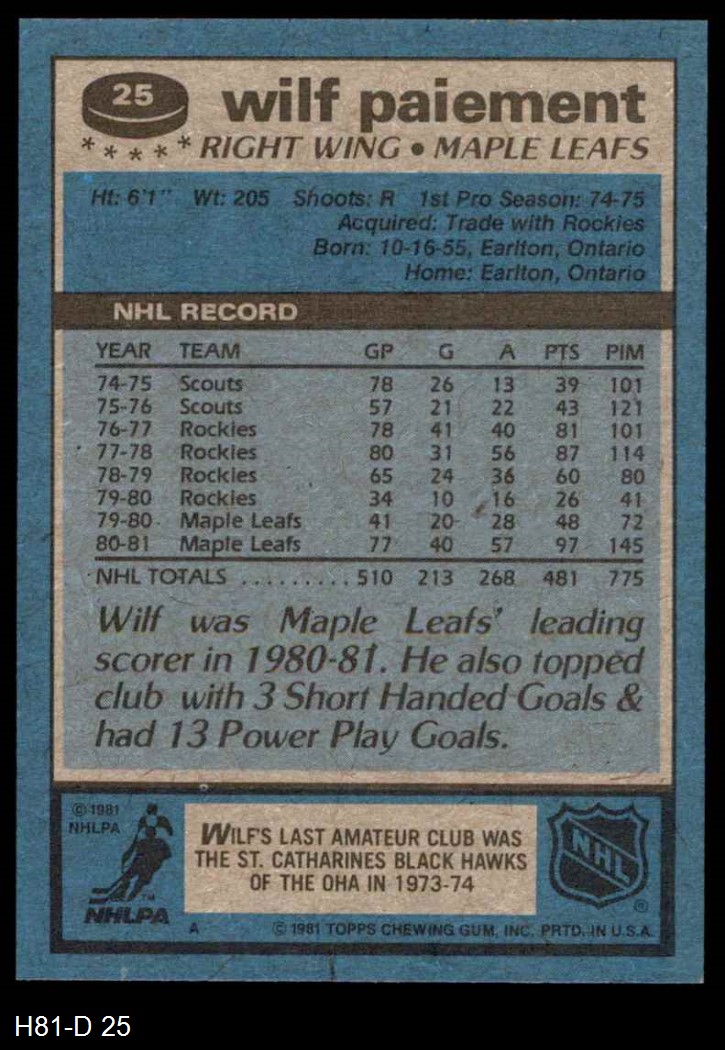 25
wilf paiement
***** RIGHT WING • MAPLE LEAFS
Ht: 6'1" Wt: 205 Shoots: R 1st Pro Season: 74-75
Acquired: Trade with Rockies
Born: 10-16-55, Earlton, Ontario
Home: Earlton, Ontario
NHL RECORD
YEAR TEAM GP G A PTS PIM
74-75 Scouts 78 26 13 39 101
75-76 Scouts 57 21 22 43 121
76-77 Rockies 78 41 40 81 101
77-78 Rockies 80 31 56 87 114
78-79 Rockies 65 24 36 60 80
79-80 Rockies 34 10 16 26 41
79-80 Maple Leafs 41 20 28 48 72
80-81 Maple Leafs 77 40 57 97 145
NHL TOTALS ......... 510 213 268 481 775
Wilf was Maple Leafs' leading
scorer in 1980-81. He also topped
club with 3 Short Handed Goals &
had 13 Power Play Goals.
© 1981
NHLPA
NHLPA
TM
WILF'S LAST AMATEUR CLUB WAS
THE ST. CATHARINES BLACK HAWKS
OF THE OHA IN 1973-74
NHL
®
A © 1981 TOPPS CHEWING GUM, INC. PRTD. IN U.S.A.
H81-D 25